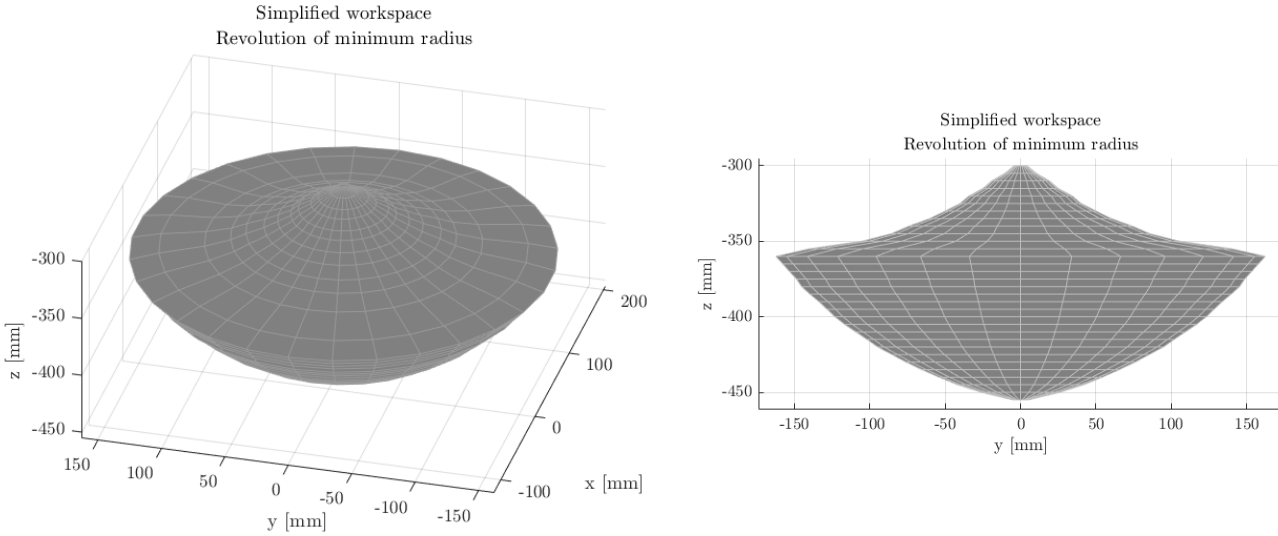 Simplified workspace
Revolution of minimum radius
-300
-350
-400
-450
z [mm]
150
100
50
0
-50
-100
-150
y [mm]
200
100
0
-100
x [mm]
Simplified workspace
Revolution of minimum radius
-300
-350
-400
-450
z [mm]
-150
-100
-50
0
50
100
150
y [mm]